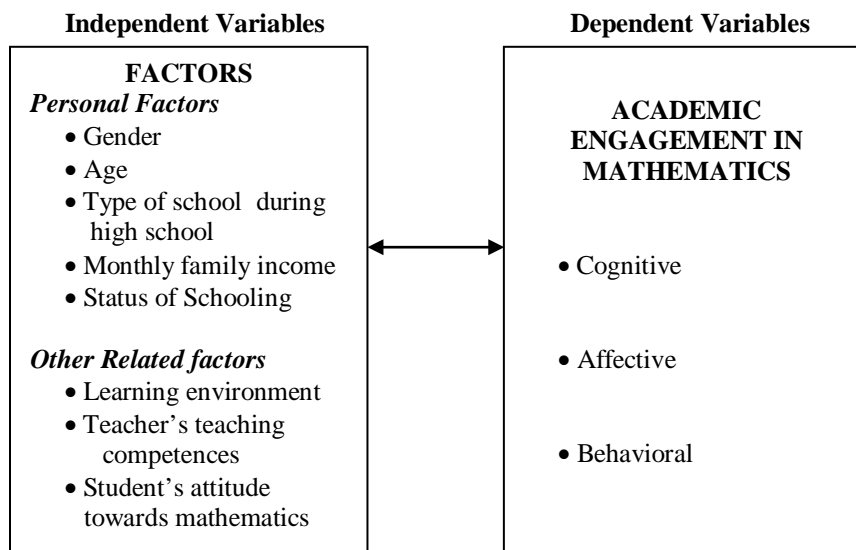 Independent Variables
FACTORS
Personal Factors
• Gender
• Age
• Type of school during
high school
• Monthly family income
• Status of Schooling
Other Related factors
• Learning environment
• Teacher's teaching
competences
• Student's attitude
towards mathematics
Dependent Variables
ACADEMIC
ENGAGEMENT IN
MATHEMATICS
• Cognitive
• Affective
• Behavioral